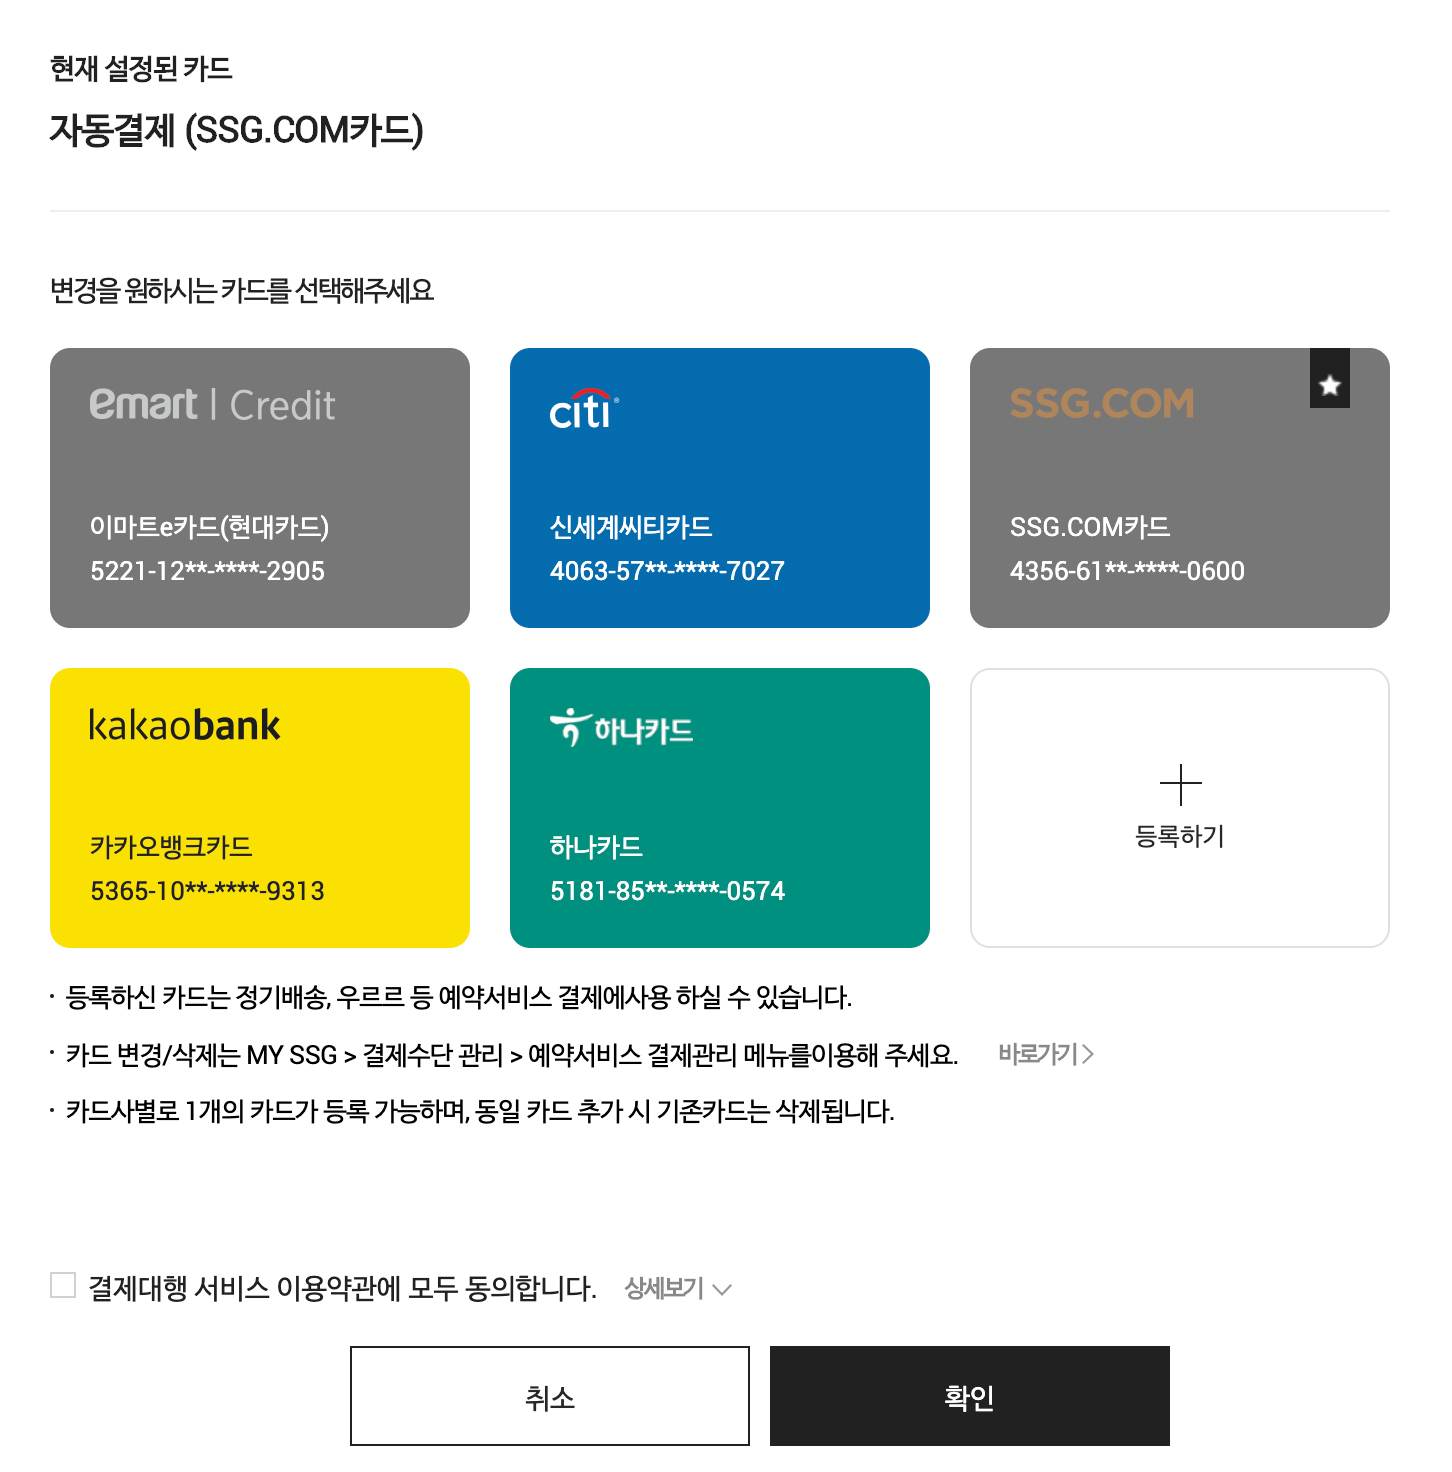 현재 설정된 카드
자동결제 (SSG.COM카드)
변경을 원하시는 카드를 선택해주세요
emart | Credit
이마트e카드(현대카드)
5221-12**-****-2905
citi®
신세계씨티카드
4063-57**-****-7027
SSG.COM
SSG.COM카드
4356-61**-****-0600
kakaobank
카카오뱅크카드
5365-10**-****-9313
하나카드
하나카드
5181-85**-****-0574
등록하기
· 등록하신 카드는 정기배송, 우르르 등 예약서비스 결제에사용 하실 수 있습니다.
· 카드 변경/삭제는 MY SSG > 결제수단 관리 > 예약서비스 결제관리 메뉴를이용해 주세요. 바로가기 >
· 카드사별로 1개의 카드가 등록 가능하며, 동일 카드 추가 시 기존카드는 삭제됩니다.
결제대행 서비스 이용약관에 모두 동의합니다. 상세보기
취소
확인